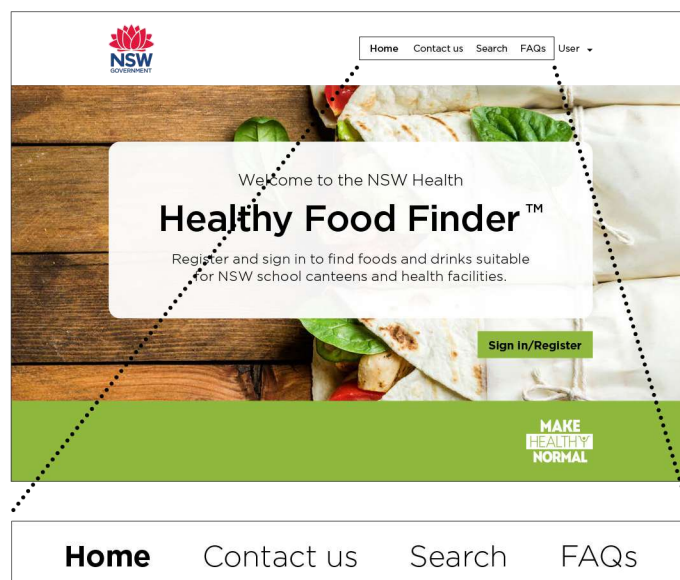 NSW
GOVERNMENT
Home Contact us Search FAQs User
Welcome to the NSW Health
Healthy Food Finder™
Register and sign in to find foods and drinks suitable
for NSW school canteens and health facilities.
Sign in/Register
MAKE
HEALTHY
NORMAL
Home Contact us Search FAQs